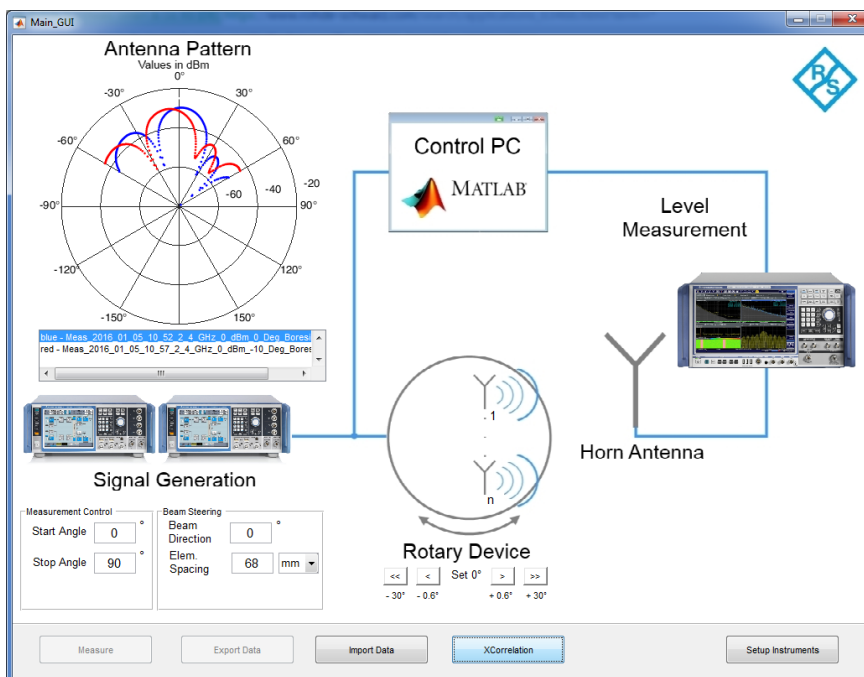 Main_GUI
Antenna Pattern
Values in dBm
0°
-30°
30°
-60°
60°
-60
-40
-20
-90°
90°
-120°
120°
-150°
150°
blue - Meas_2016_01_05_10_52_2_4_GHz_0_dBm_0_Deg_Bores
red - Meas_2016_01_05_10_57_2_4_GHz_0_dBm_-10_Deg_Bores
Signal Generation
Measurement Control
Start Angle 0 °
Stop Angle 90 °
Beam Steering
Beam Direction 0 °
Elem. Spacing 68 mm
Control PC
MATLAB
R/S
Level
Measurement
Horn Antenna
1
n
Rotary Device
<< < Set 0° > >>
- 30° - 0.6° + 0.6° + 30°
Measure
Export Data
Import Data
XCorrelation
Setup Instruments